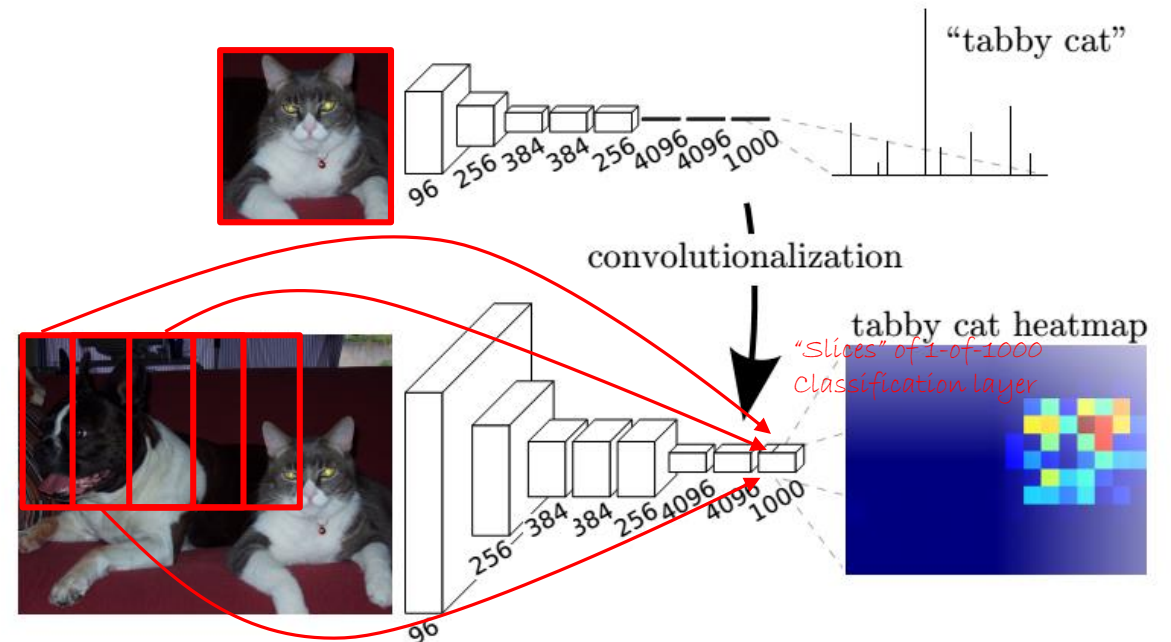 “tabby cat”
96 256 384 384 256 4096 4096 1000
convolutionalization
tabby cat heatmap
“Slices” of 1-of-1000
Classification layer
96 256 384 384 256 4096 4096 1000